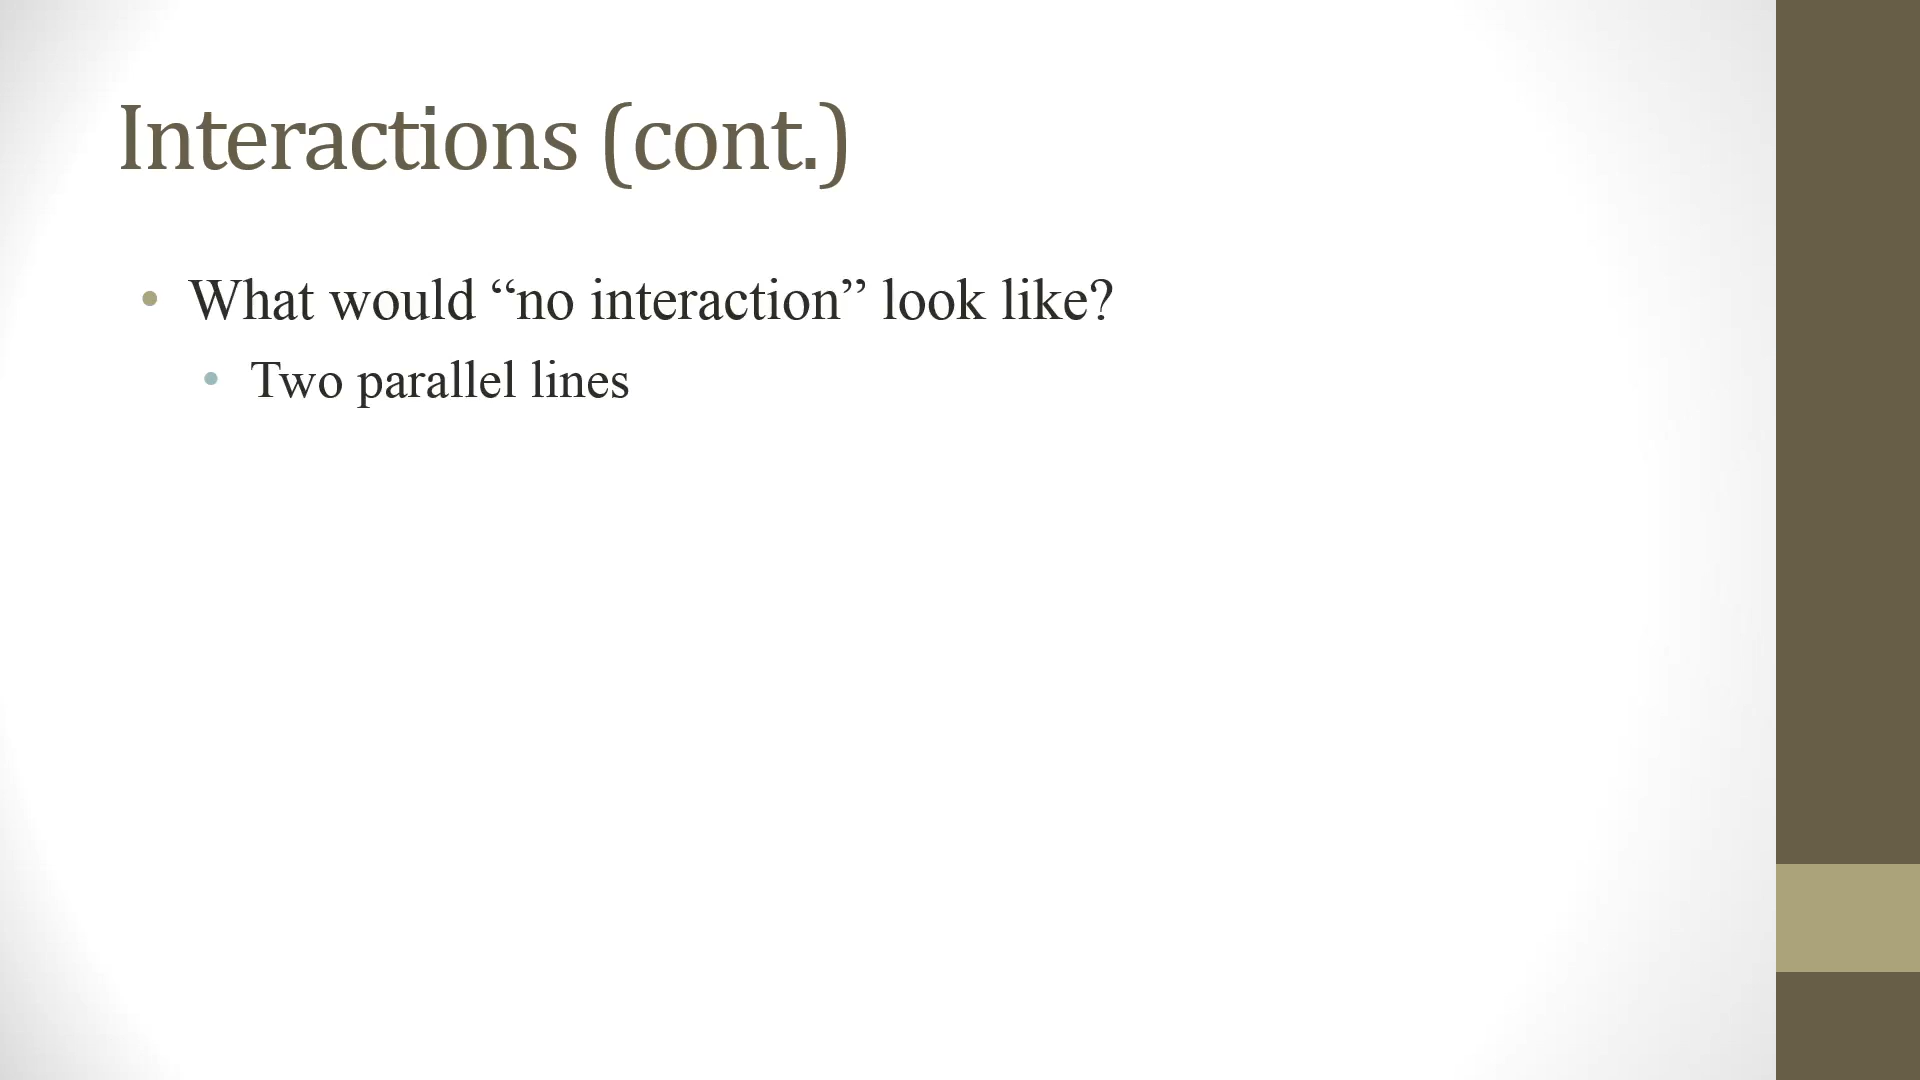 Interactions (cont.)
• What would “no interaction” look like?
• Two parallel lines